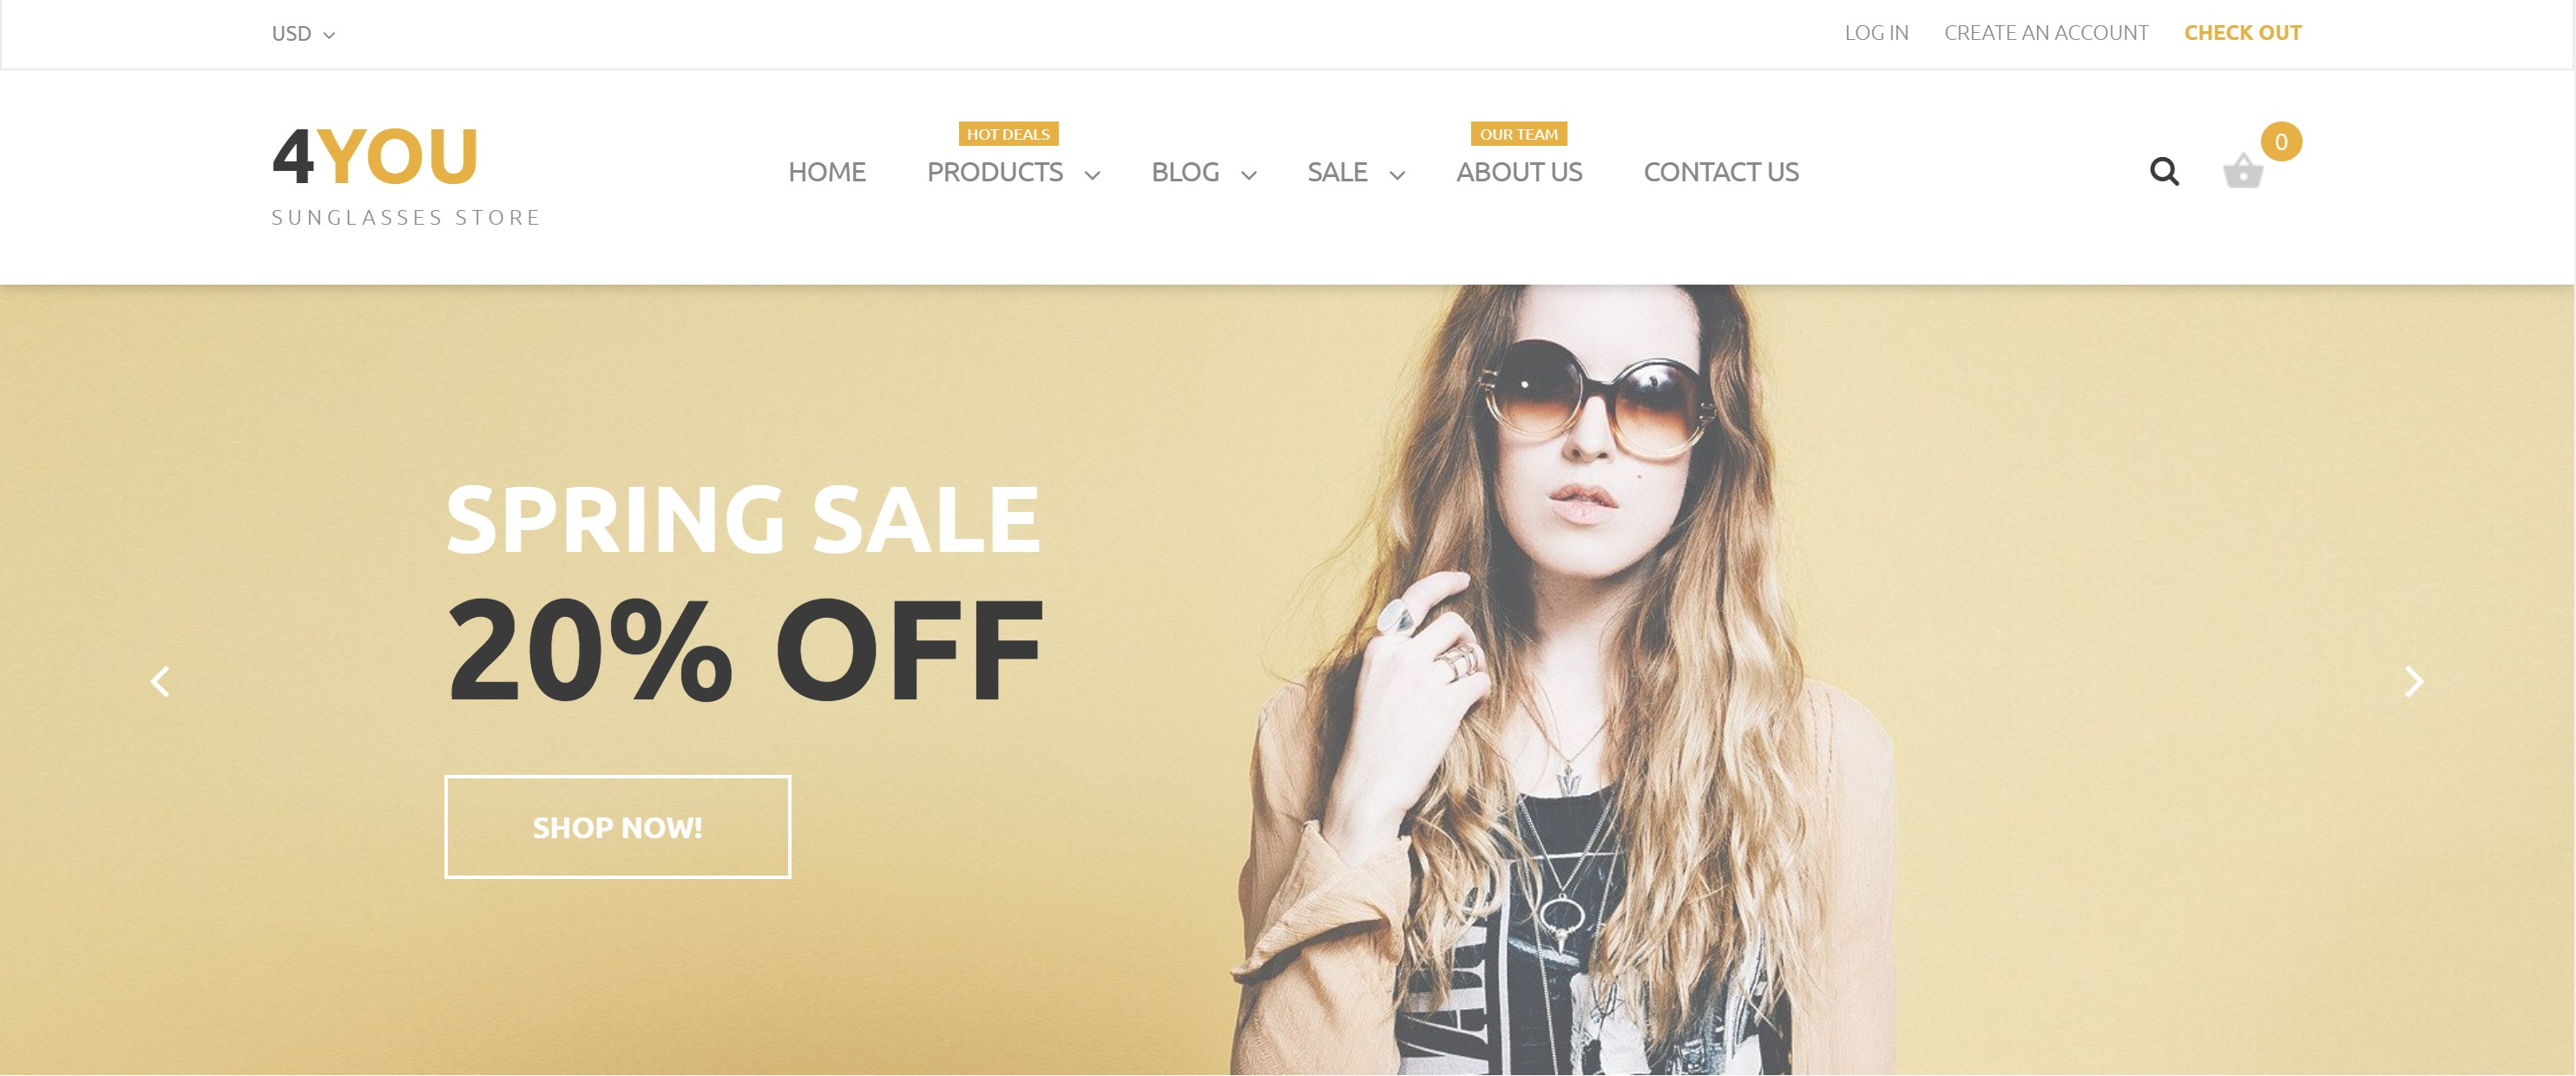 USD
LOG IN CREATE AN ACCOUNT CHECK OUT
4YOU
SUNGLASSES STORE
HOT DEALS
OUR TEAM
HOME PRODUCTS BLOG SALE ABOUT US CONTACT US
0
SPRING SALE
20% OFF
SHOP NOW!